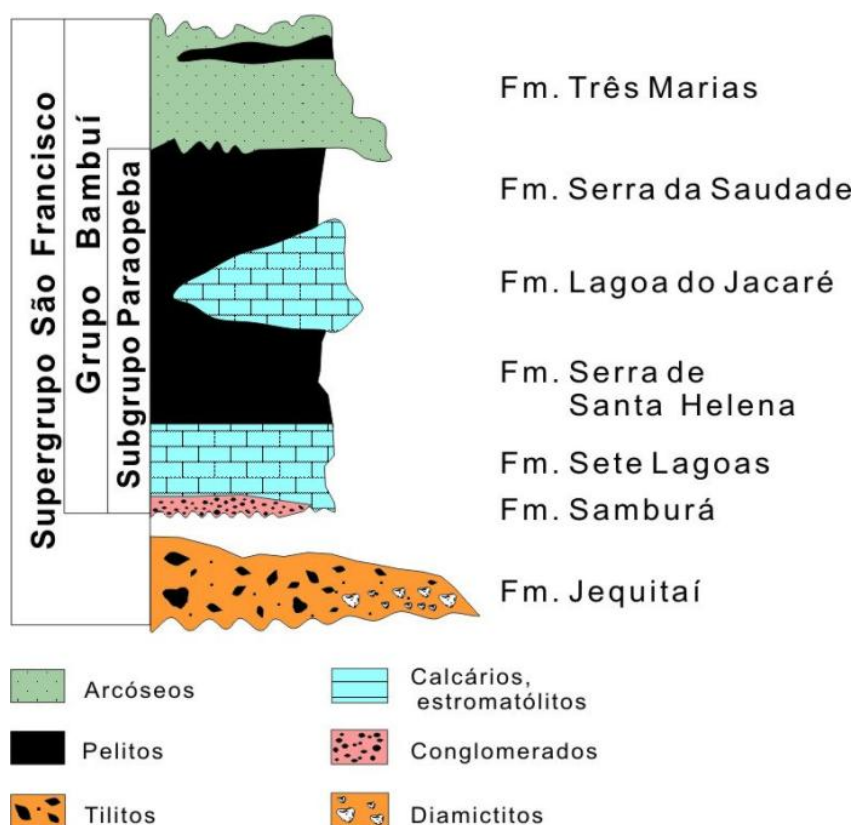 Supergrupo São Francisco
Grupo Bambuí
Subgrupo Paraopeba
Fm. Três Marias
Fm. Serra da Saudade
Fm. Lagoa do Jacaré
Fm. Serra de
Santa Helena
Fm. Sete Lagoas
Fm. Samburá
Fm. Jequitaí
Arcóseos
Calcários,
estromatólitos
Pelitos
Conglomerados
Tilitos
Diamictitos